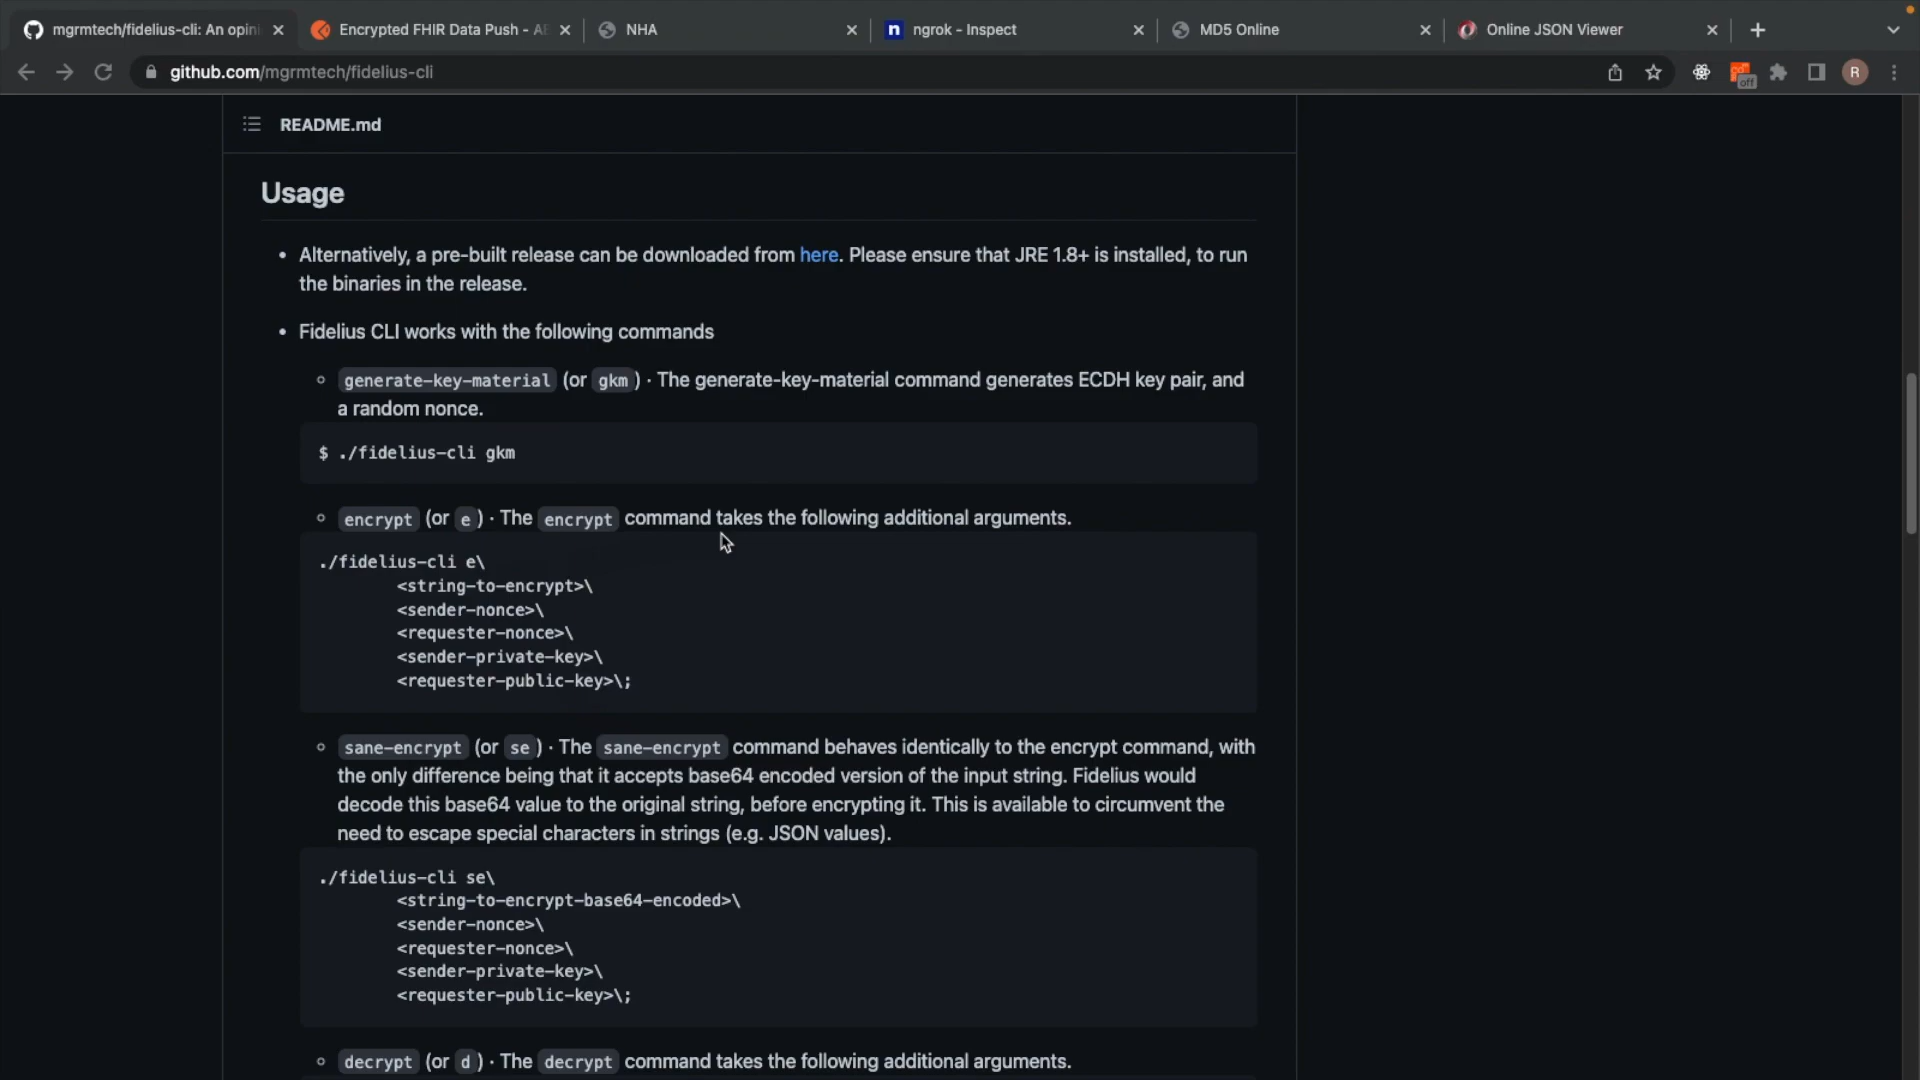 mgrmtech/fidelius-cli: An opini
Encrypted FHIR Data Push - AB
NHA
ngrok - Inspect
MD5 Online
Online JSON Viewer
github.com/mgrmtech/fidelius-cli
off
R
README.md
Usage
• Alternatively, a pre-built release can be downloaded from here. Please ensure that JRE 1.8+ is installed, to run
the binaries in the release.
• Fidelius CLI works with the following commands
generate-key-material (or gkm) · The generate-key-material command generates ECDH key pair, and
a random nonce.
$ ./fidelius-cli gkm
encrypt (or e) · The encrypt command takes the following additional arguments.
./fidelius-cli e\
<string-to-encrypt>\
<sender-nonce>\
<requester-nonce>\
<sender-private-key>\
<requester-public-key>\;
sane-encrypt (or se) · The sane-encrypt command behaves identically to the encrypt command, with
the only difference being that it accepts base64 encoded version of the input string. Fidelius would
decode this base64 value to the original string, before encrypting it. This is available to circumvent the
need to escape special characters in strings (e.g. JSON values).
./fidelius-cli se\
<string-to-encrypt-base64-encoded>\
<sender-nonce>\
<requester-nonce>\
<sender-private-key>\
<requester-public-key>\;
decrypt (or d) · The decrypt command takes the following additional arguments.